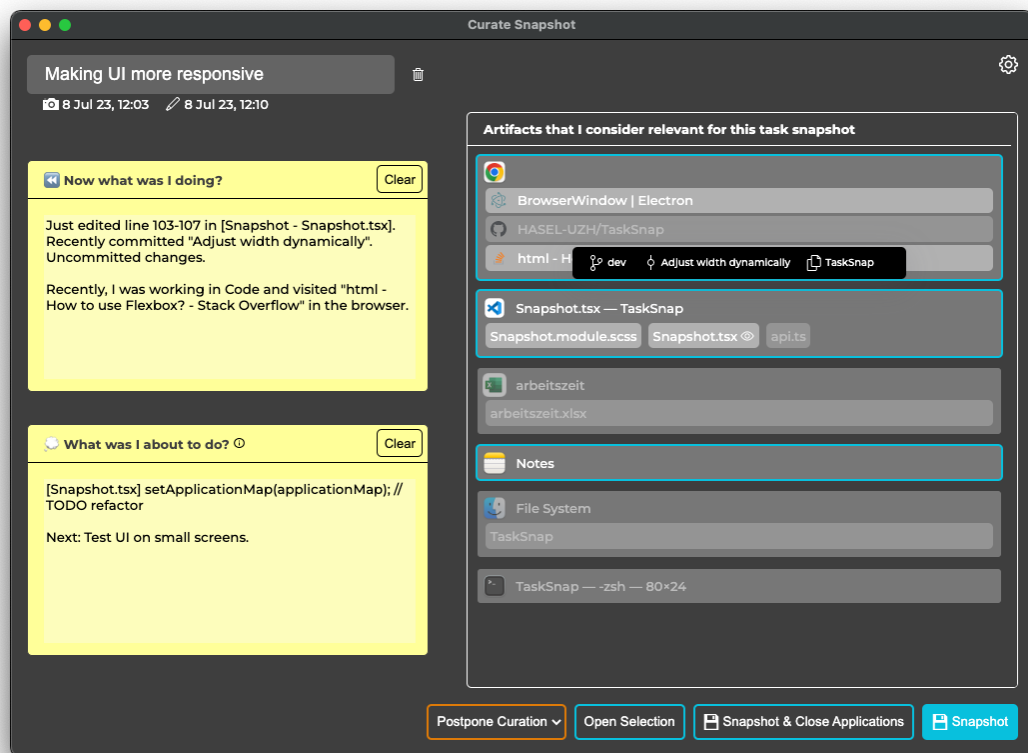 Curate Snapshot
Making UI more responsive
8 Jul 23, 12:03 8 Jul 23, 12:10
Now what was I doing?
Clear
Just edited line 103-107 in [Snapshot - Snapshot.tsx].
Recently committed "Adjust width dynamically".
Uncommitted changes.
Recently, I was working in Code and visited "html -
How to use Flexbox? - Stack Overflow" in the browser.
What was I about to do?
Clear
[Snapshot.tsx] setApplicationMap(applicationMap); //
TODO refactor
Next: Test UI on small screens.
Artifacts that I consider relevant for this task snapshot
BrowserWindow | Electron
HASEL-UZH/TaskSnap
html - H
dev Adjust width dynamically TaskSnap
Snapshot.tsx — TaskSnap
Snapshot.module.scss Snapshot.tsx api.ts
arbeitszeit
arbeitszeit.xlsx
Notes
File System
TaskSnap
TaskSnap — -zsh — 80×24
Postpone Curation Open Selection Snapshot & Close Applications Snapshot